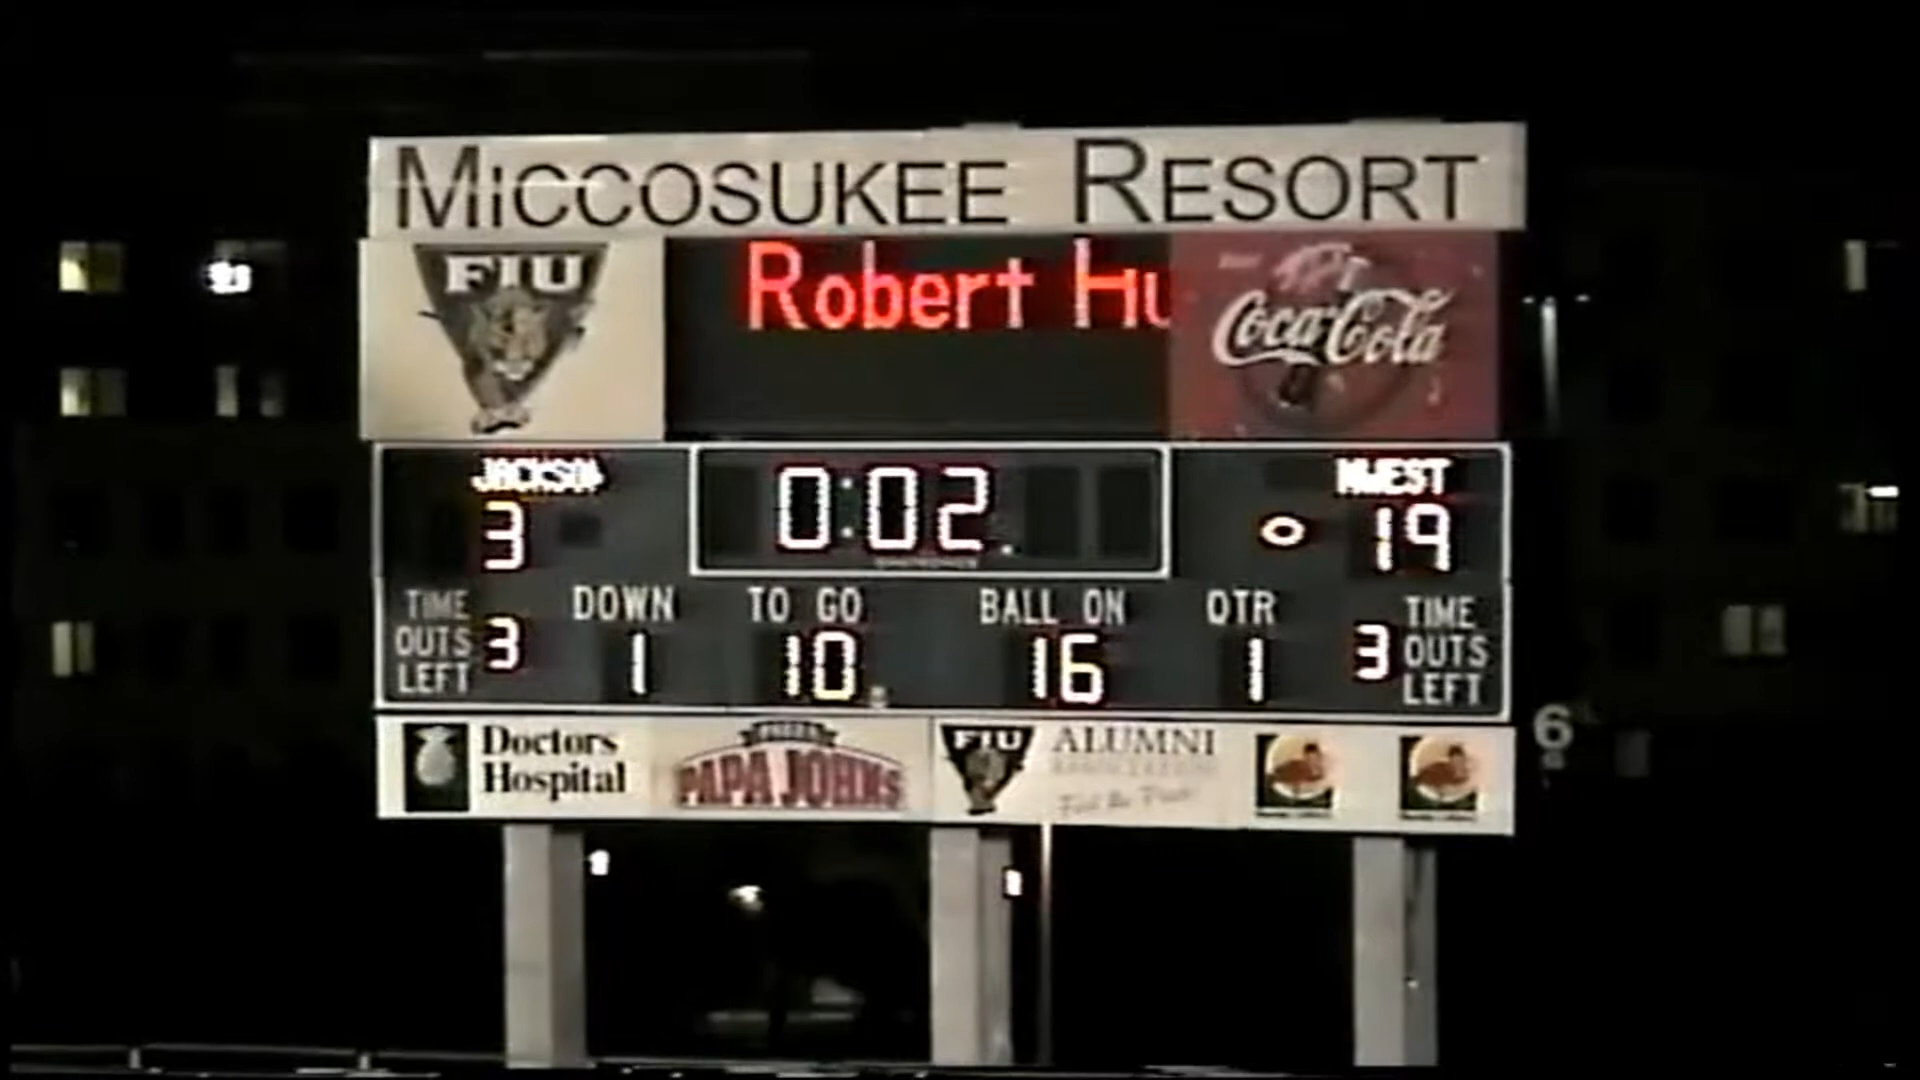 MiCCOSUKEE RESORT
FIU
Robert Hu
Coca-Cola
JACKSON
0:02
NWEST
3
19
TIME OUTS LEFT
3
DOWN
1
TO GO
10
BALL ON
16
QTR
1
3
TIME OUTS LEFT
Doctors Hospital
PAPA JOHNS
FIU
ALUMNI
ASSOCIATION
6